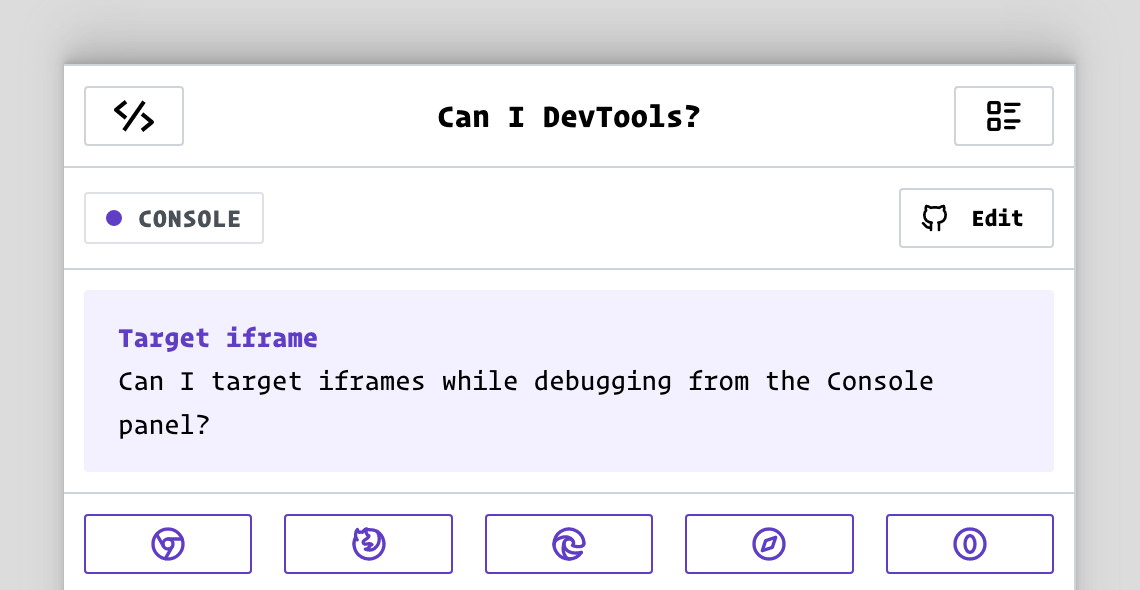 Can I DevTools?
CONSOLE
Edit
Target iframe
Can I target iframes while debugging from the Console
panel?